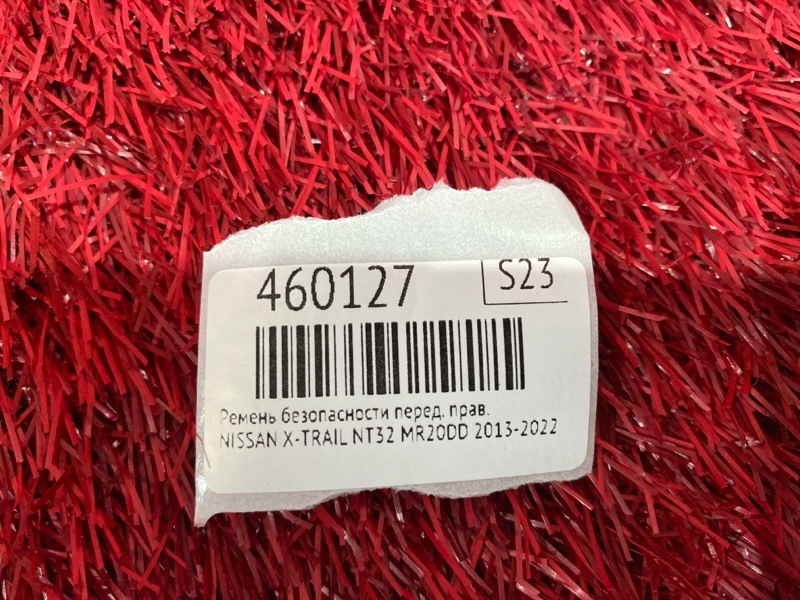 460127 S23
Ремень безопасности перед. прав.
NISSAN X-TRAIL NT32 MR20DD 2013-2022